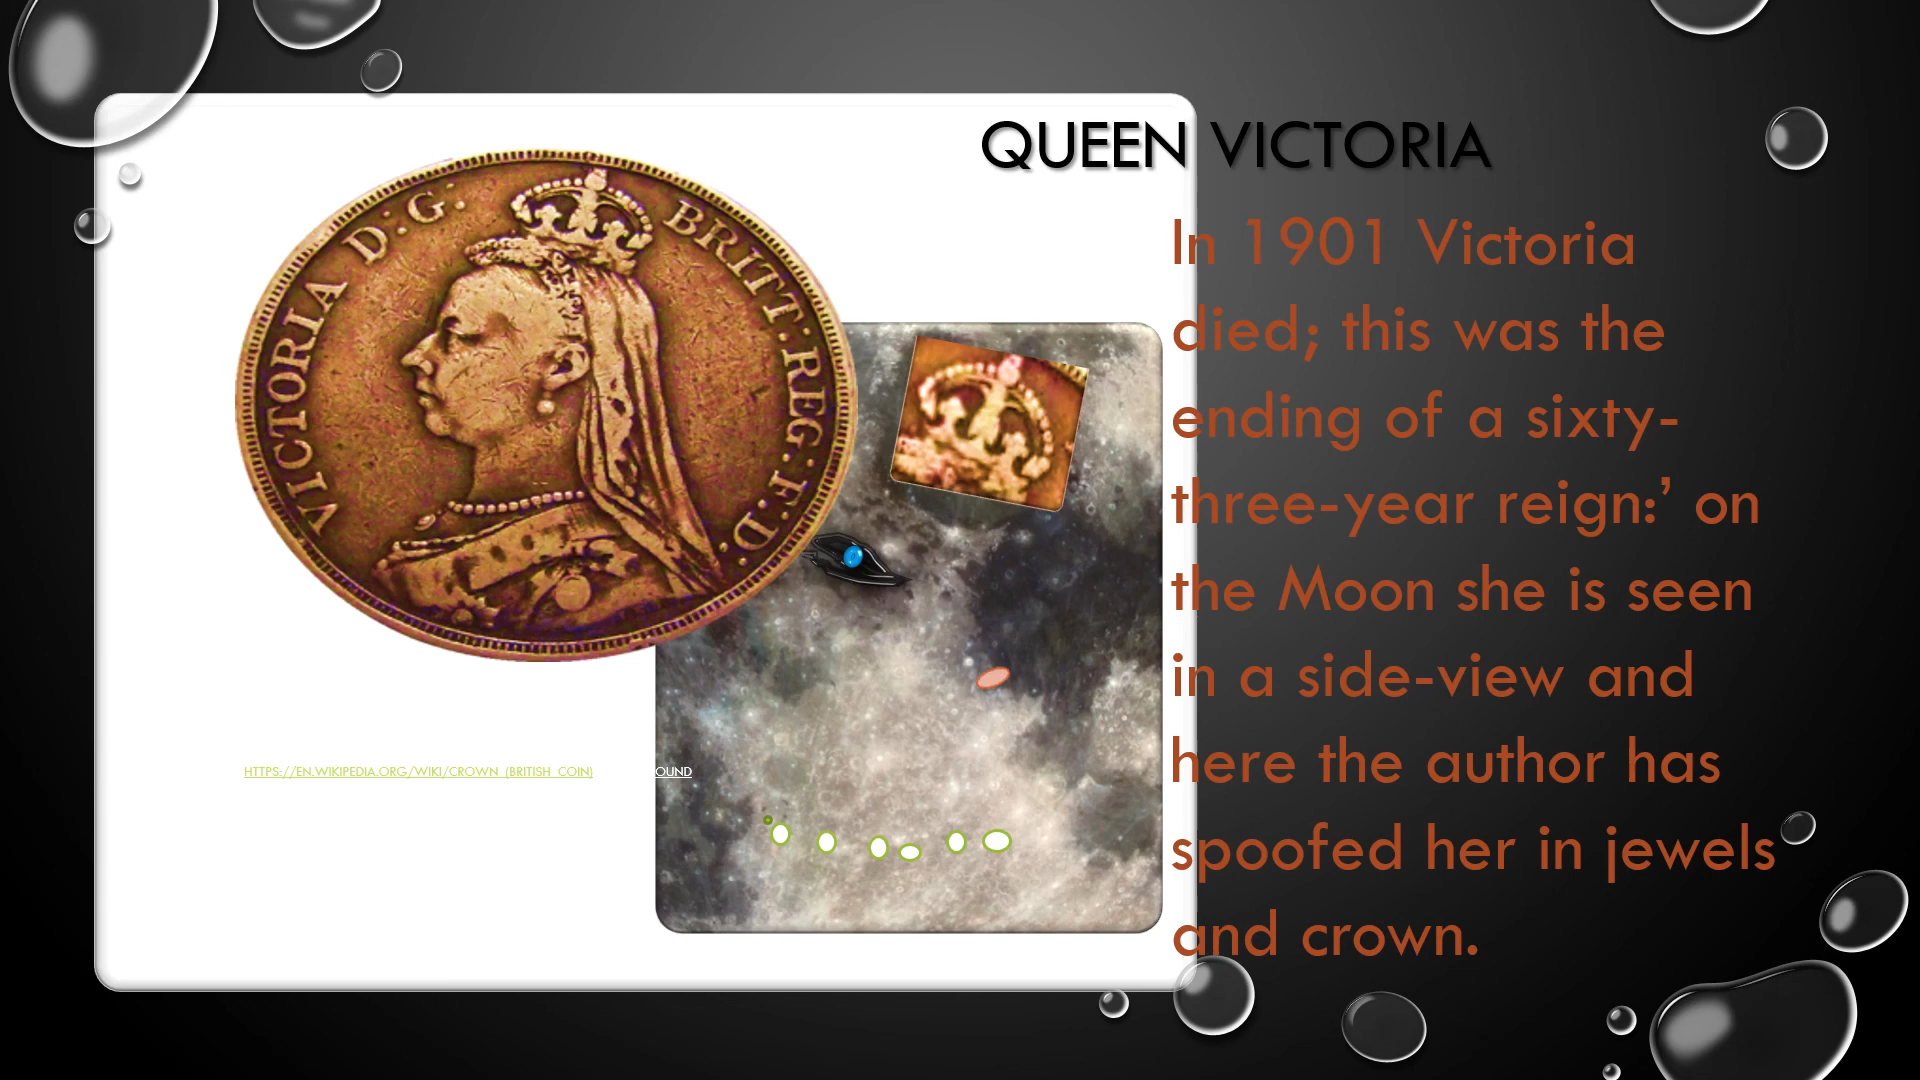 QUEEN VICTORIA
VICTORIA D:G: BRITT:REG:F:D:
In 1901 Victoria
died; this was the
ending of a sixty-
three-year reign:’ on
the Moon she is seen
in a side-view and
here the author has
spoofed her in jewels
and crown.
HTTPS://EN.WIKIPEDIA.ORG/WIKI/CROWN_(BRITISH_COIN) OUND